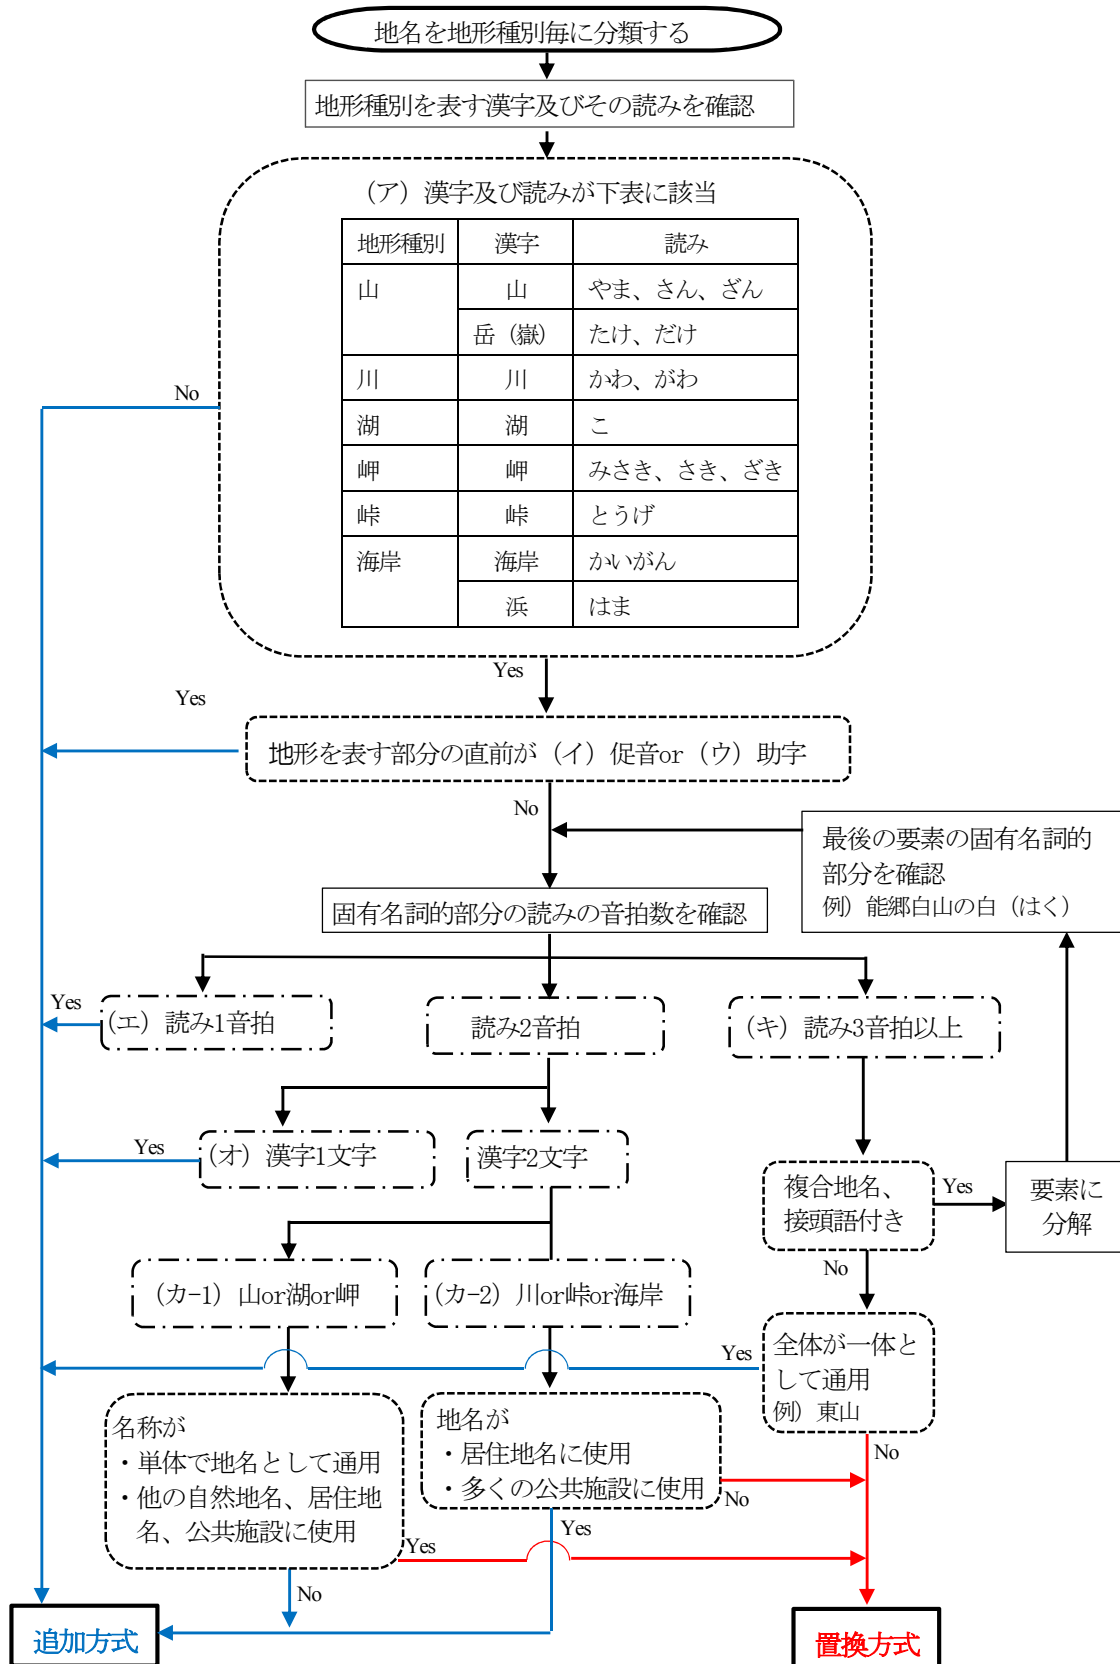 地名を地形種別毎に分類する
地形種別を表す漢字及びその読みを確認
(ア) 漢字及び読みが下表に該当
地形種別 漢字 読み
山 山 やま、さん、ざん
岳（嶽） たけ、だけ
川 川 かわ、がわ
湖 湖 こ
岬 岬 みさき、さき、ざき
峠 峠 とうげ
海岸 海岸 かいがん
浜 はま
No
Yes
Yes
地形を表す部分の直前が（イ）促音or（ウ）助字
No
最後の要素の固有名詞的
部分を確認
例）能郷白山の白（はく）
固有名詞的部分の読みの音拍数を確認
Yes
(エ) 読み1音拍
読み2音拍
(キ) 読み3音拍以上
Yes
(オ) 漢字1文字
漢字2文字
複合地名、
接頭語付き
Yes
要素に
分解
No
(カ-1) 山or湖or岬
(カ-2) 川or峠or海岸
全体が一体と
して通用
例）東山
Yes
No
名称が
・単体で地名として通用
・他の自然地名、居住地
名、公共施設に使用
地名が
・居住地名に使用
・多くの公共施設に使用
No
Yes
Yes
No
追加方式
置換方式